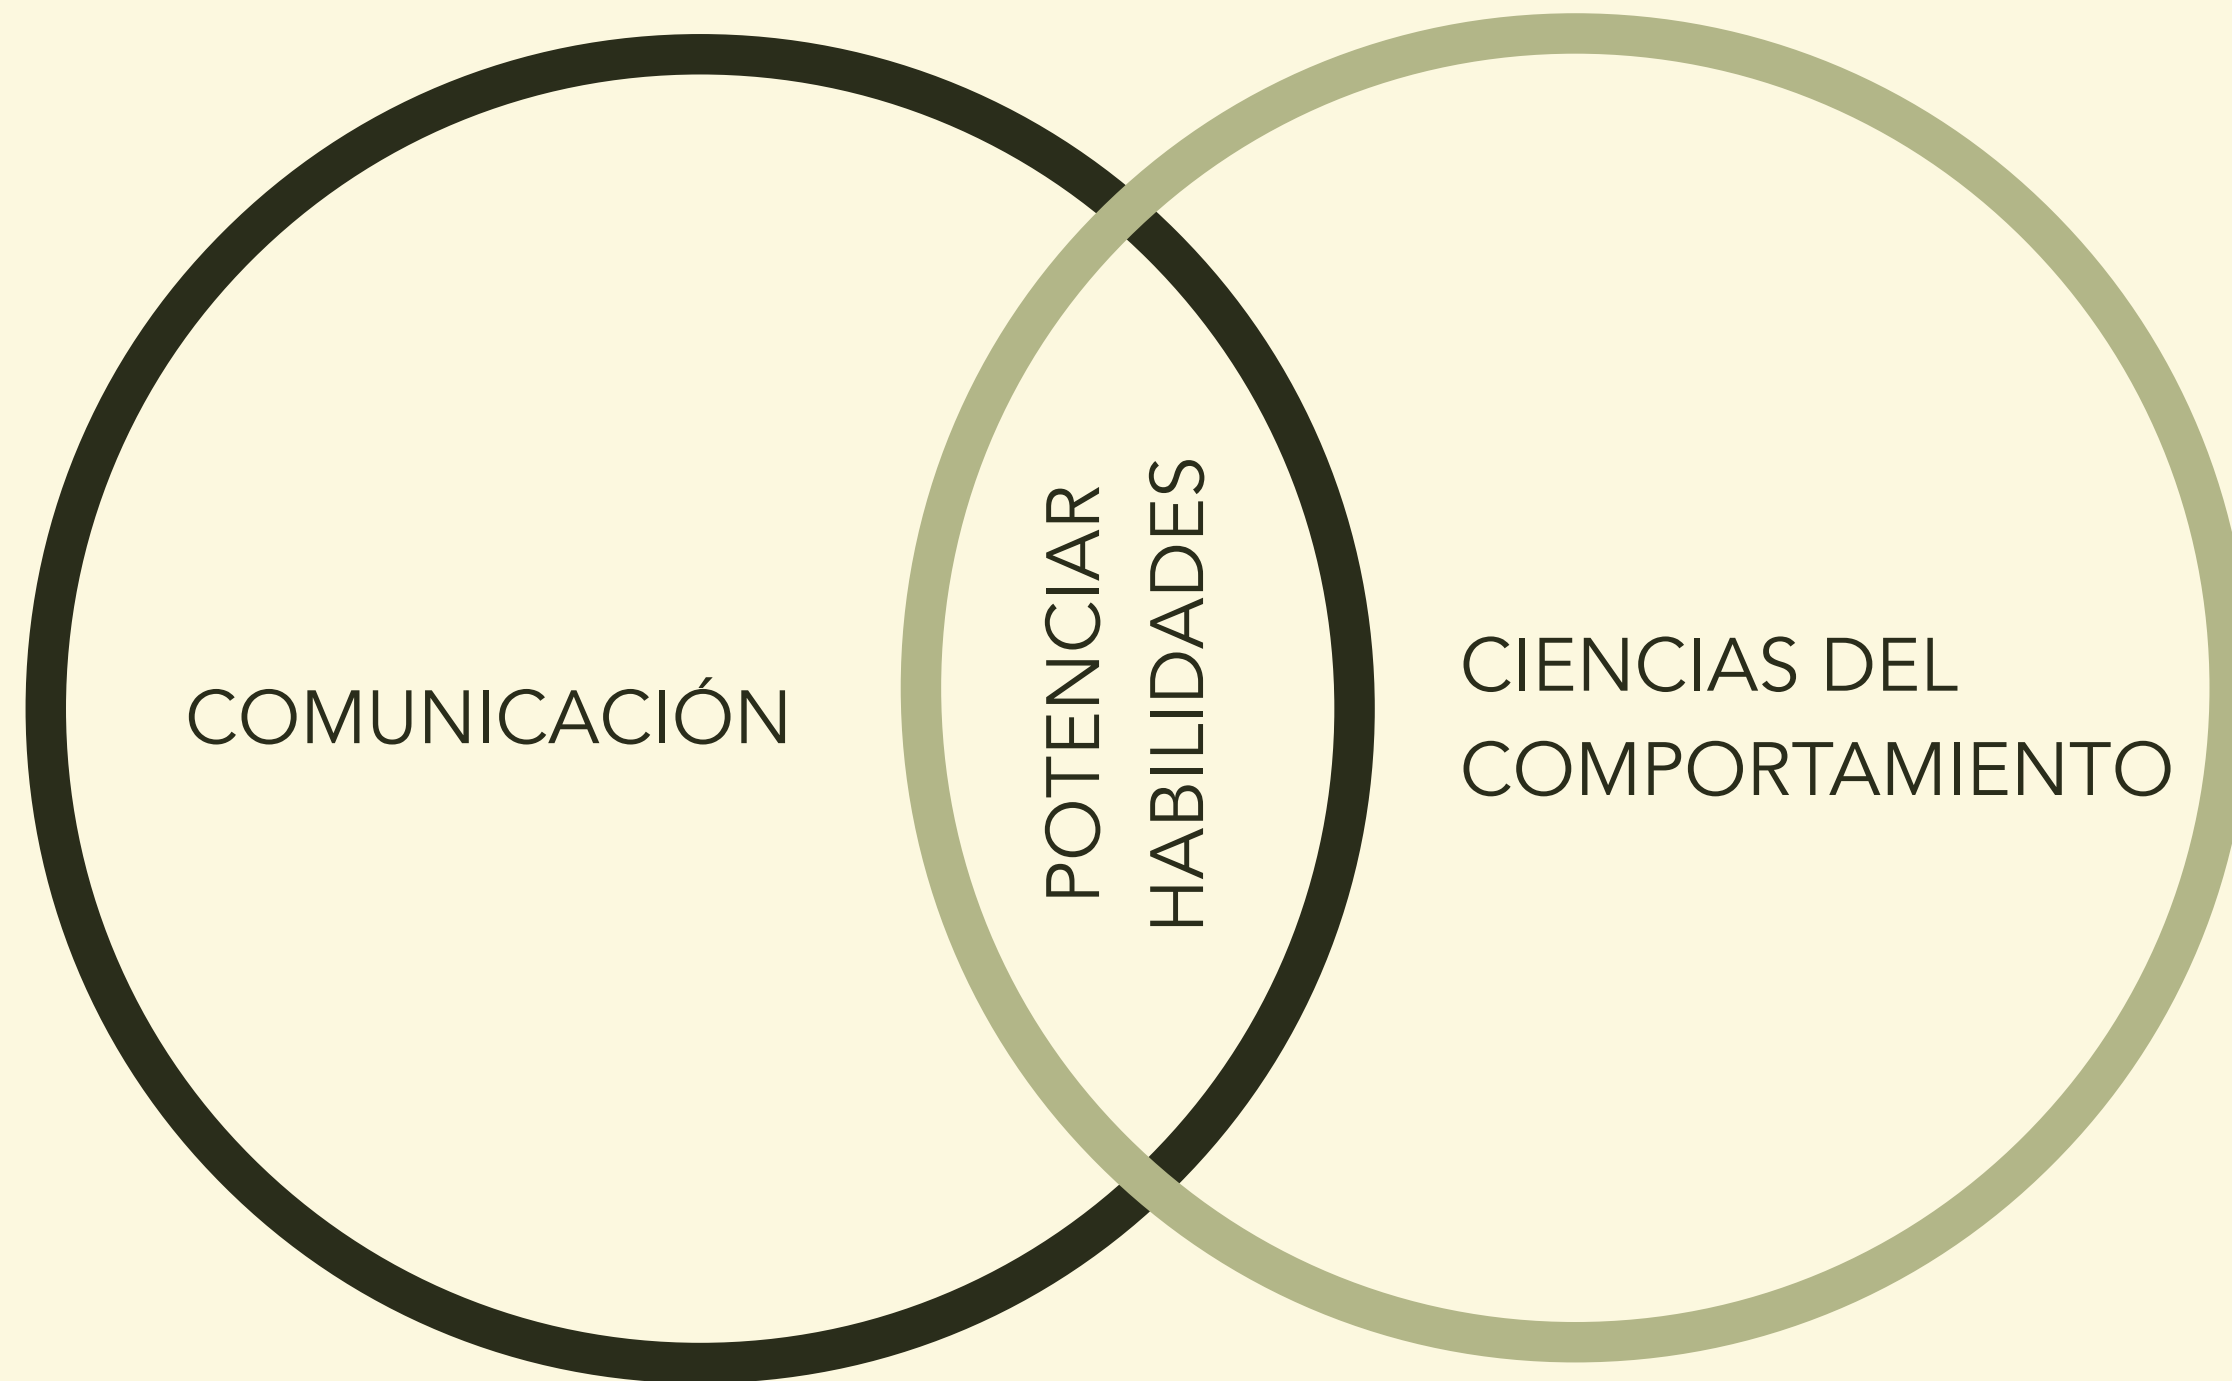 COMUNICACIÓN
POTENCIAR
HABILIDADES
CIENCIAS DEL
COMPORTAMIENTO